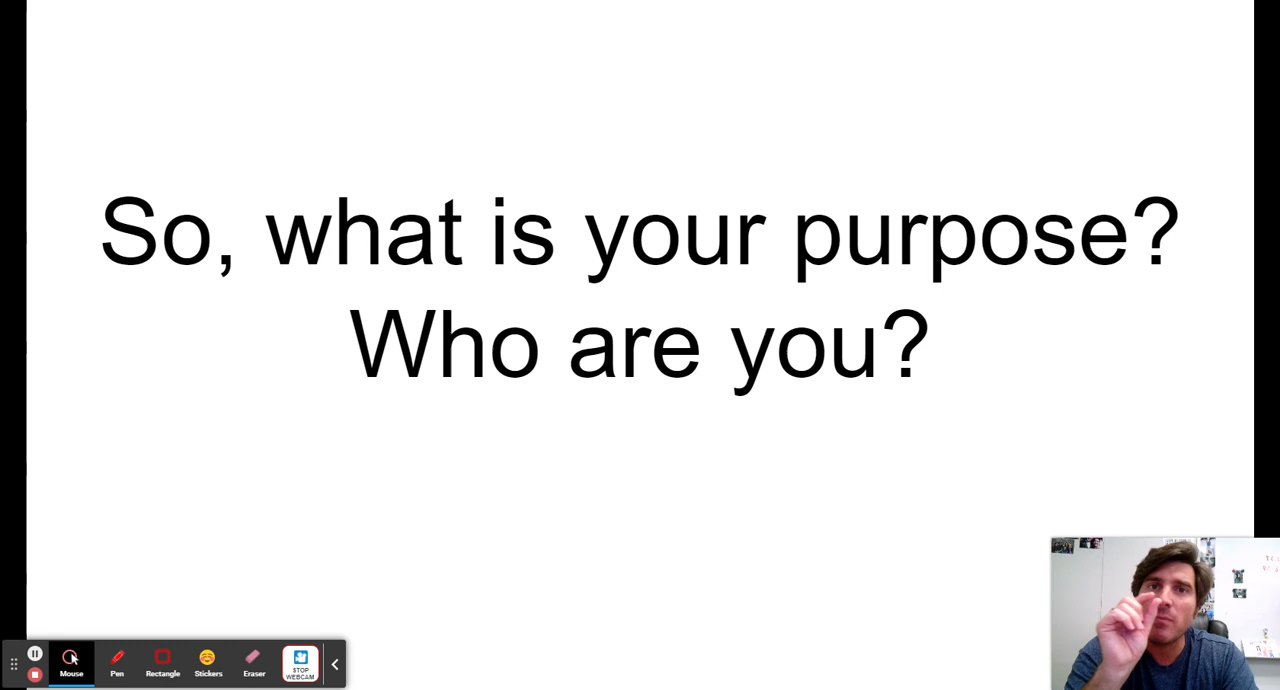 So, what is your purpose?
Who are you?
Mouse
Pen
Rectangle
Stickers
Eraser
STOP
WEBCAM